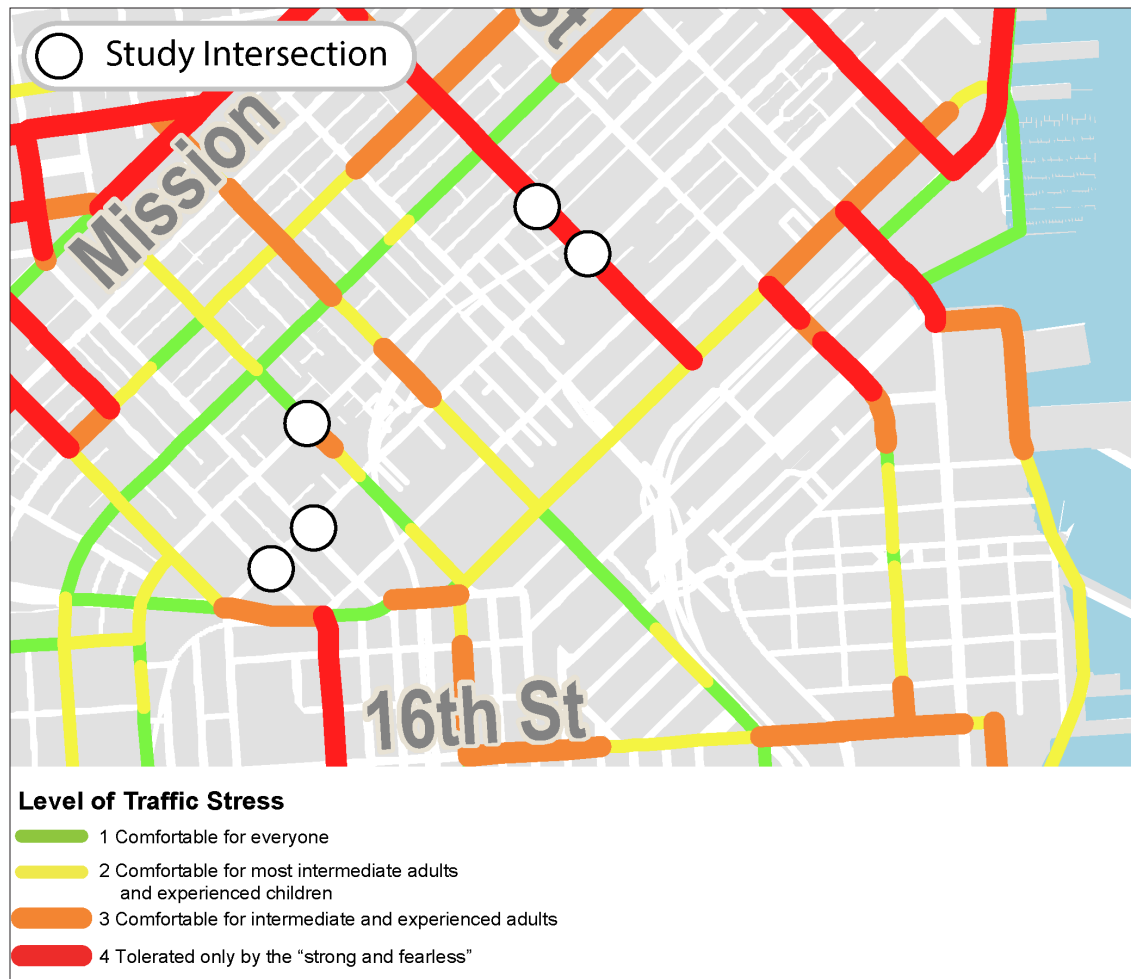 St
Study Intersection
Mission
16th St
Level of Traffic Stress
1 Comfortable for everyone
2 Comfortable for most intermediate adults
and experienced children
3 Comfortable for intermediate and experienced adults
4 Tolerated only by the “strong and fearless”